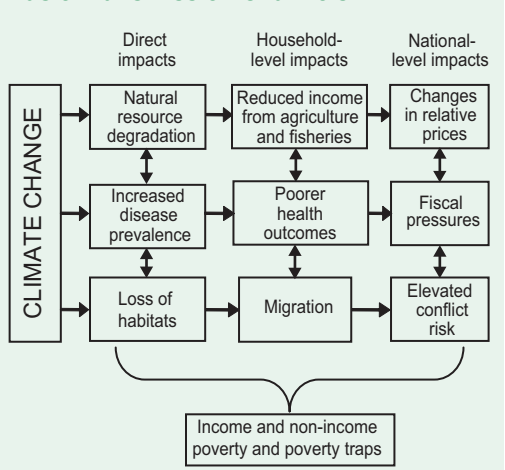 Direct
impacts
Household-
level impacts
National-
level impacts
CLIMATE CHANGE
Natural
resource
degradation
Reduced income
from agriculture
and fisheries
Changes
in relative
prices
Increased
disease
prevalence
Poorer
health
outcomes
Fiscal
pressures
Loss of
habitats
Migration
Elevated
conflict
risk
Income and non-income
poverty and poverty traps